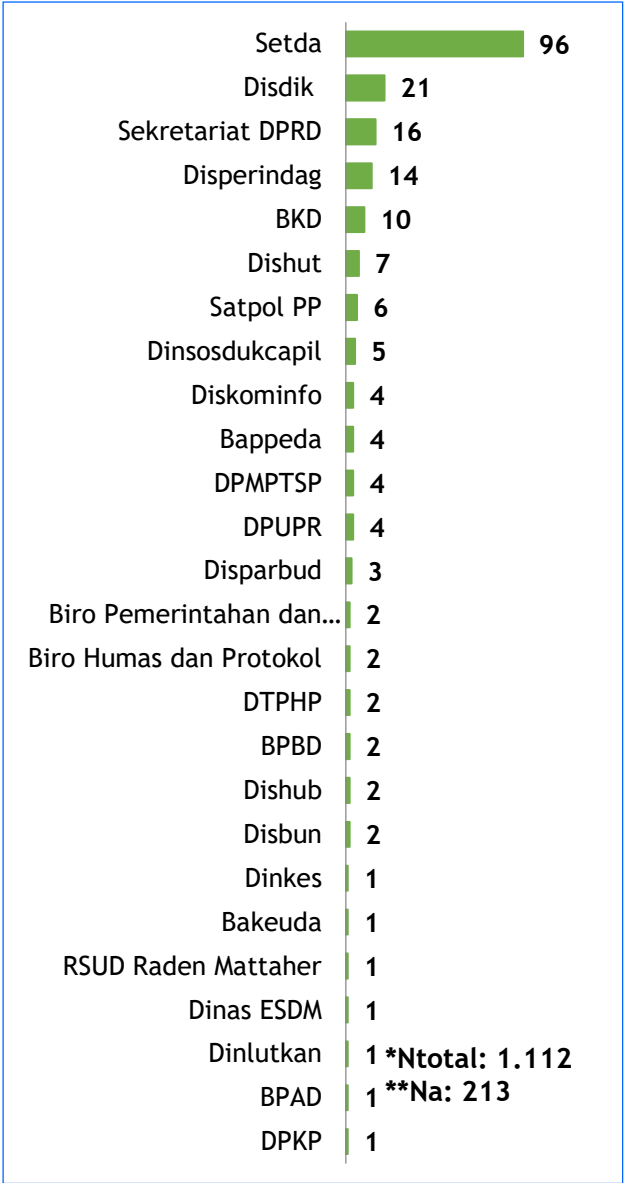 Setda 96
Disdik 21
Sekretariat DPRD 16
Disperindag 14
BKD 10
Dishut 7
Satpol PP 6
Dinsosdukcapil 5
Diskominfo 4
Bappeda 4
DPMPTSP 4
DPUPR 4
Disparbud 3
Biro Pemerintahan dan… 2
Biro Humas dan Protokol 2
DTPHP 2
BPBD 2
Dishub 2
Disbun 2
Dinkes 1
Bakeuda 1
RSUD Raden Mattaher 1
Dinas ESDM 1
Dinlutkan 1 *Ntotal: 1.112
BPAD 1 **Na: 213
DPKP 1